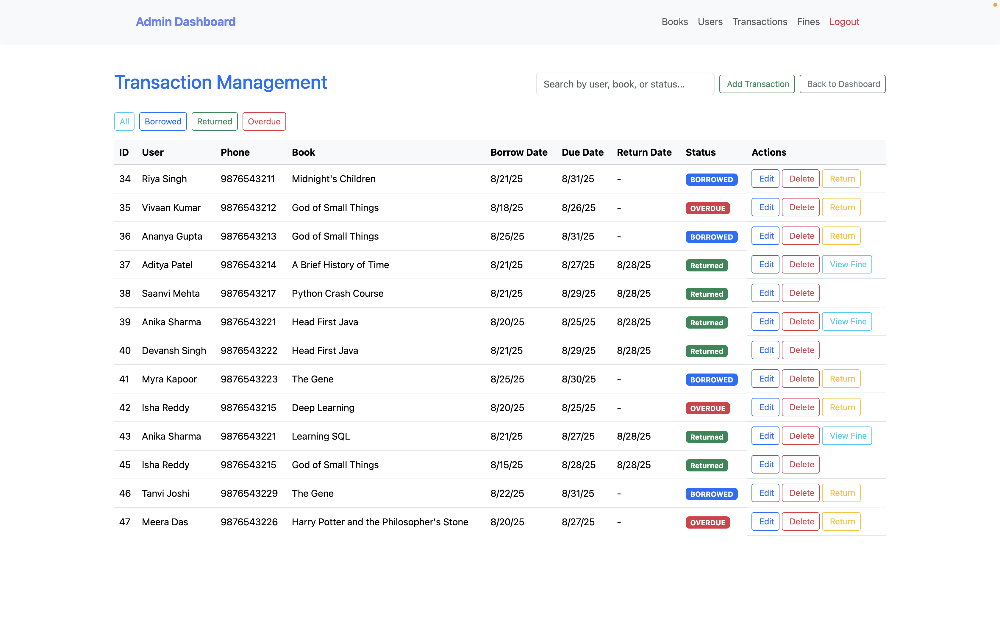 Admin Dashboard Books Users Transactions Fines Logout
Transaction Management Search by user, book, or status... Add Transaction Back to Dashboard
All Borrowed Returned Overdue
ID User Phone Book Borrow Date Due Date Return Date Status Actions
34 Riya Singh 9876543211 Midnight's Children 8/21/25 8/31/25 - BORROWED Edit Delete Return
35 Vivaan Kumar 9876543212 God of Small Things 8/18/25 8/26/25 - OVERDUE Edit Delete Return
36 Ananya Gupta 9876543213 God of Small Things 8/25/25 8/31/25 - BORROWED Edit Delete Return
37 Aditya Patel 9876543214 A Brief History of Time 8/21/25 8/27/25 8/28/25 Returned Edit Delete View Fine
38 Saanvi Mehta 9876543217 Python Crash Course 8/21/25 8/29/25 8/28/25 Returned Edit Delete
39 Anika Sharma 9876543221 Head First Java 8/20/25 8/25/25 8/28/25 Returned Edit Delete View Fine
40 Devansh Singh 9876543222 Head First Java 8/21/25 8/29/25 8/28/25 Returned Edit Delete
41 Myra Kapoor 9876543223 The Gene 8/25/25 8/30/25 - BORROWED Edit Delete Return
42 Isha Reddy 9876543215 Deep Learning 8/20/25 8/25/25 - OVERDUE Edit Delete Return
43 Anika Sharma 9876543221 Learning SQL 8/21/25 8/27/25 8/28/25 Returned Edit Delete View Fine
45 Isha Reddy 9876543215 God of Small Things 8/15/25 8/28/25 8/28/25 Returned Edit Delete
46 Tanvi Joshi 9876543229 The Gene 8/22/25 8/31/25 - BORROWED Edit Delete Return
47 Meera Das 9876543226 Harry Potter and the Philosopher's Stone 8/20/25 8/27/25 - OVERDUE Edit Delete Return